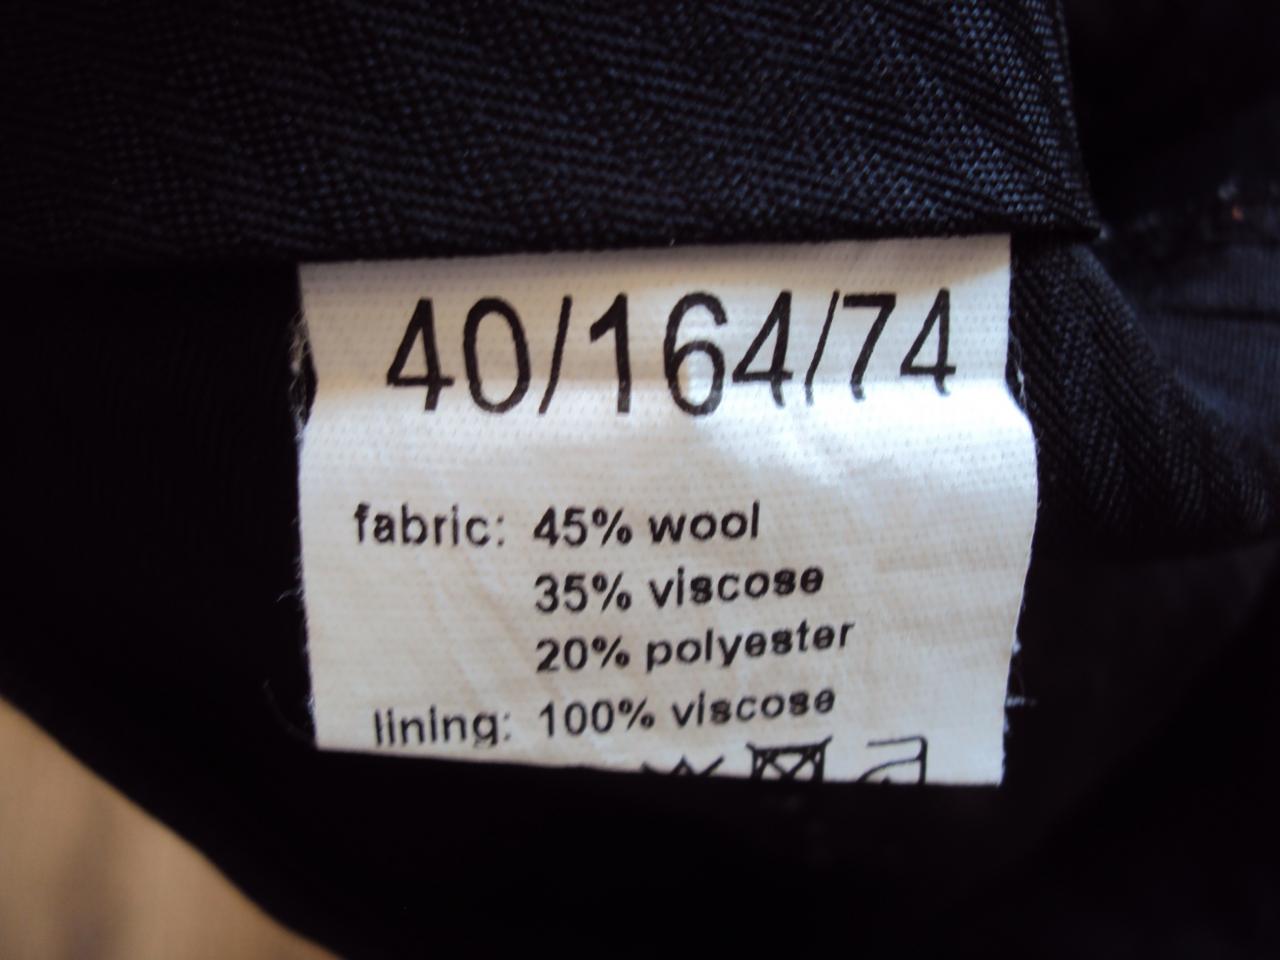 40/164/74
fabric: 45% wool
35% viscose
20% polyester
lining: 100% viscose